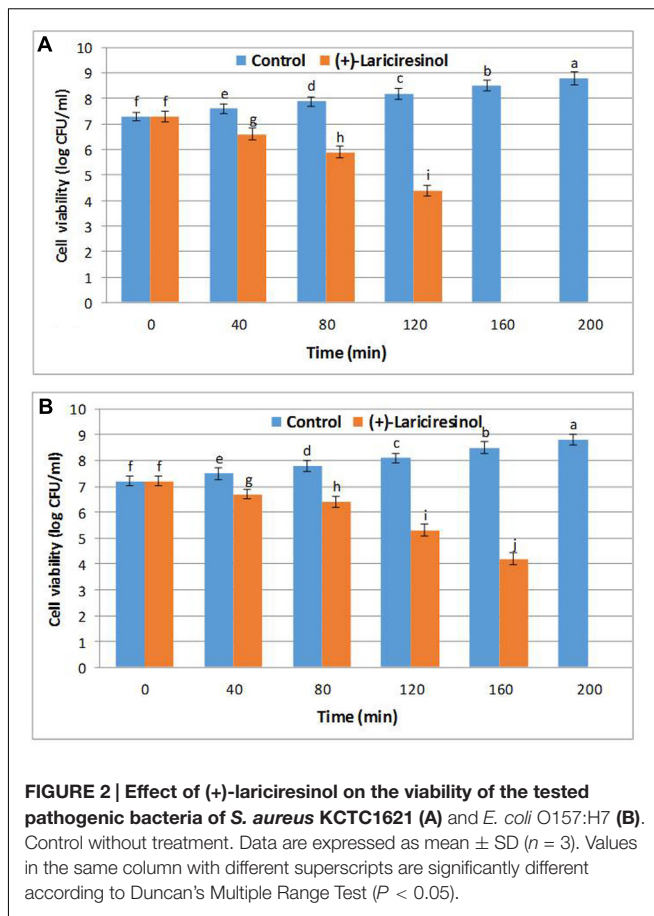 A
Control (+)-Lariciresinol
Cell viability (log CFU/ml)
10
9
8
7
6
5
4
3
2
1
0
f f e g d h c i b a
0 40 80 120 160 200
Time (min)
B
Control (+)-Lariciresinol
Cell viability (log CFU/ml)
10
9
8
7
6
5
4
3
2
1
0
f f e g d h c i b j a
0 40 80 120 160 200
Time (min)
FIGURE 2 | Effect of (+)-lariciresinol on the viability of the tested
pathogenic bacteria of S. aureus KCTC1621 (A) and E. coli O157:H7 (B).
Control without treatment. Data are expressed as mean ± SD (n = 3). Values
in the same column with different superscripts are significantly different
according to Duncan's Multiple Range Test (P < 0.05).